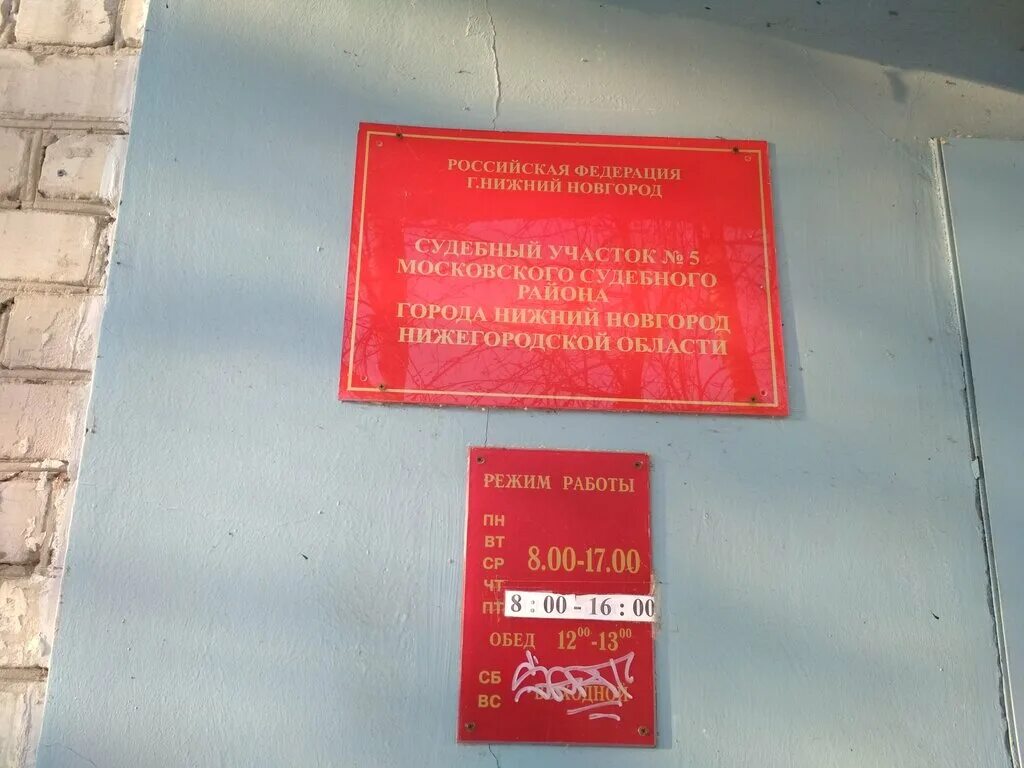 РОССИЙСКАЯ ФЕДЕРАЦИЯ
Г.НИЖНИЙ НОВГОРОД
СУДЕБНЫЙ УЧАСТОК № 5
МОСКОВСКОГО СУДЕБНОГО
РАЙОНА
ГОРОДА НИЖНИЙ НОВГОРОД
НИЖЕГОРОДСКОЙ ОБЛАСТИ
РЕЖИМ РАБОТЫ
ПН
ВТ
СР 8.00-17.00
ЧТ
ПТ 8:00-16:00
ОБЕД 12⁰⁰-13⁰⁰
СБ
ВС ВЫХОДНОЙ